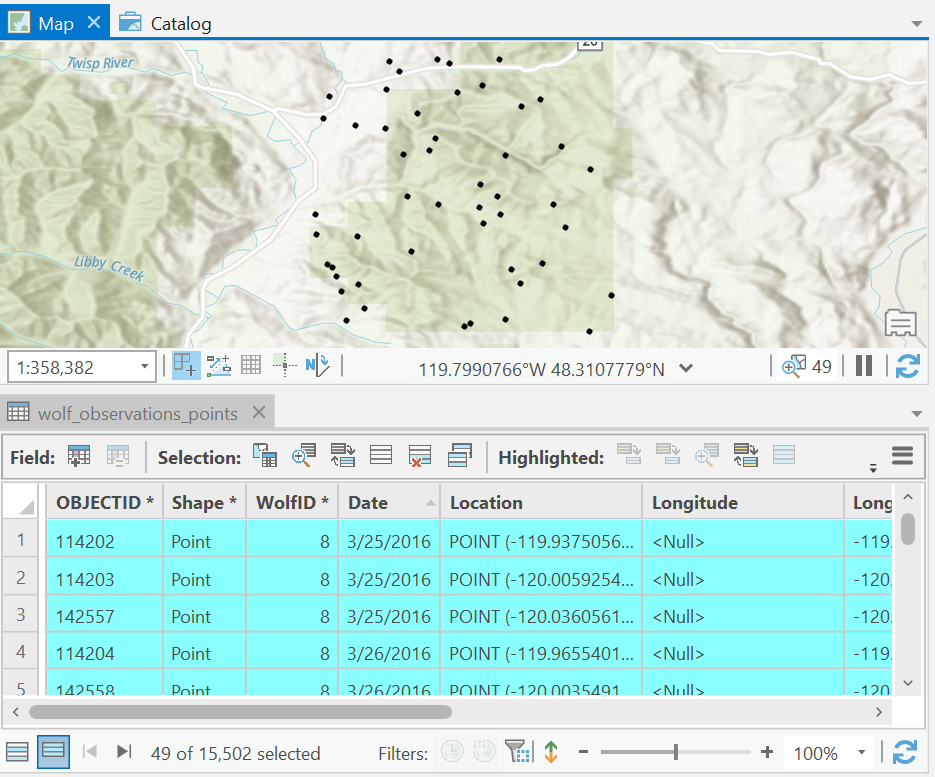 Map Catalog
20
Twisp River
Libby Creek
1:358,382 N 119.7990766°W 48.3107779°N 49
wolf_observations_points
Field: Selection: Highlighted:
OBJECTID * Shape * WolfID * Date Location Longitude Long
1 114202 Point 8 3/25/2016 POINT (-119.9375056... <Null> -119.
2 114203 Point 8 3/25/2016 POINT (-120.0059254... <Null> -120.
3 142557 Point 8 3/25/2016 POINT (-120.0360561... <Null> -120.
4 114204 Point 8 3/26/2016 POINT (-119.9655401... <Null> -119.
5 142558 Point 8 3/26/2016 POINT (-120.0035491... <Null> -120
49 of 15,502 selected Filters: 100%